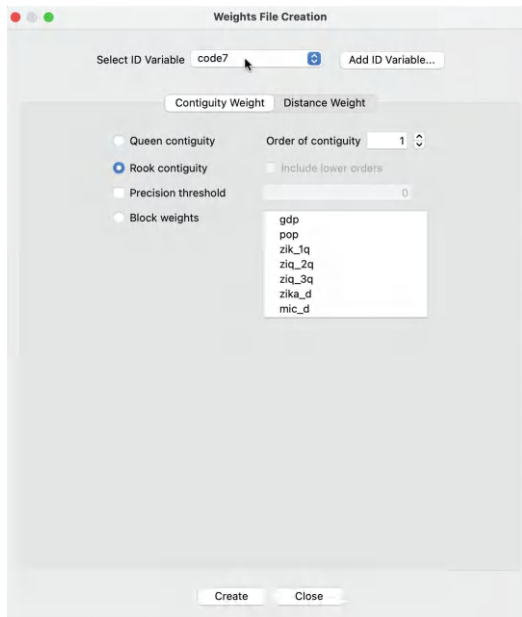 Weights File Creation
Select ID Variable code7 Add ID Variable...
Contiguity Weight Distance Weight
Queen contiguity Order of contiguity 1
Rook contiguity Include lower orders
Precision threshold 0
Block weights
gdp
pop
zik_1q
ziq_2q
ziq_3q
zika_d
mic_d
Create Close